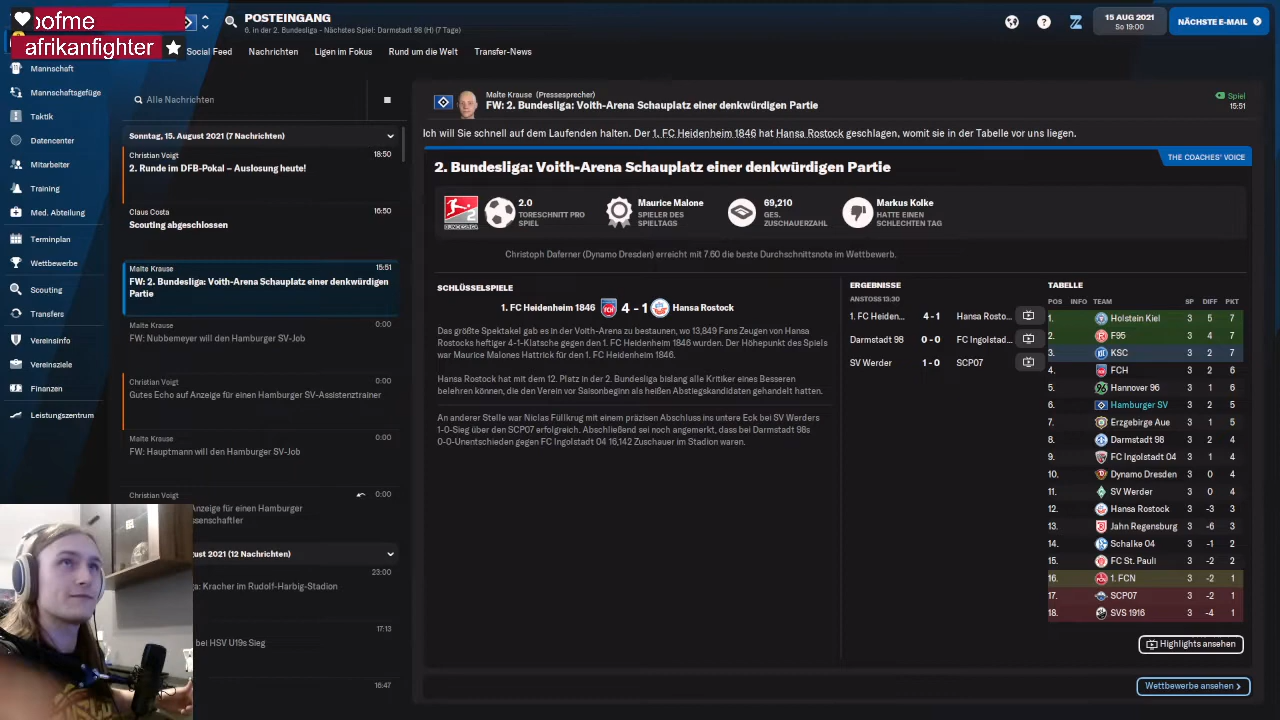 oofme
afrikanfighter
POSTEINGANG
6. in der 2. Bundesliga - Nächstes Spiel: Darmstadt 98 (H) (7 Tage)
15 AUG 2021
So 19:00
NÄCHSTE E-MAIL
Social Feed
Nachrichten
Ligen im Fokus
Rund um die Welt
Transfer-News
Mannschaft
Mannschaftsgefüge
Taktik
Datencenter
Mitarbeiter
Training
Med. Abteilung
Terminplan
Wettbewerbe
Scouting
Transfers
Vereinsinfo
Vereinsziele
Finanzen
Leistungszentrum
Alle Nachrichten
Sonntag, 15. August 2021 (7 Nachrichten)
Christian Voigt 18:50
2. Runde im DFB-Pokal – Auslosung heute!
Claus Costa 16:50
Scouting abgeschlossen
Malte Krause 15:51
FW: 2. Bundesliga: Voith-Arena Schauplatz einer denkwürdigen
Partie
Malte Krause 0:00
FW: Nubbemeyer will den Hamburger SV-Job
Christian Voigt 0:00
Gutes Echo auf Anzeige für einen Hamburger SV-Assistenztrainer
Malte Krause 0:00
FW: Hauptmann will den Hamburger SV-Job
Christian Voigt 0:00
Anzeige für einen Hamburger
senschaftler
ugust 2021 (12 Nachrichten)
23:00
ga: Kracher im Rudolf-Harbig-Stadion
17:13
bei HSV U19s Sieg
16:47
Malte Krause (Pressesprecher)
FW: 2. Bundesliga: Voith-Arena Schauplatz einer denkwürdigen Partie
Spiel
15:51
Ich will Sie schnell auf dem Laufenden halten. Der 1. FC Heidenheim 1846 hat Hansa Rostock geschlagen, womit sie in der Tabelle vor uns liegen.
THE COACHES' VOICE
2. Bundesliga: Voith-Arena Schauplatz einer denkwürdigen Partie
2.0
TORESCHNITT PRO
SPIEL
Maurice Malone
SPIELER DES
SPIELTAGS
69,210
GES.
ZUSCHAUERZAHL
Markus Kolke
HATTE EINEN
SCHLECHTEN TAG
Christoph Daferner (Dynamo Dresden) erreicht mit 7.60 die beste Durchschnittsnote im Wettbewerb.
SCHLÜSSELSPIELE
1. FC Heidenheim 1846 4 - 1 Hansa Rostock
Das größte Spektakel gab es in der Voith-Arena zu bestaunen, wo 13,849 Fans Zeugen von Hansa
Rostocks heftiger 4-1-Klatsche gegen den 1. FC Heidenheim 1846 wurden. Der Höhepunkt des Spiels
war Maurice Malones Hattrick für den 1. FC Heidenheim 1846.
Hansa Rostock hat mit dem 12. Platz in der 2. Bundesliga bislang alle Kritiker eines Besseren
belehren können, die den Verein vor Saisonbeginn als heißen Abstiegskandidaten gehandelt hatten.
An anderer Stelle war Niclas Füllkrug mit einem präzisen Abschluss ins untere Eck bei SV Werders
1-0-Sieg über den SCP07 erfolgreich. Abschließend sei noch angemerkt, dass bei Darmstadt 98s
0-0-Unentschieden gegen FC Ingolstadt 04 16,142 Zuschauer im Stadion waren.
ERGEBNISSE
ANSTOSS 13:30
1. FC Heiden... 4-1 Hansa Rosto...
Darmstadt 98 0-0 FC Ingolstad...
SV Werder 1-0 SCP07
TABELLE
POS INFO TEAM SP DIFF PKT
1. Holstein Kiel 3 5 7
2. F95 3 4 7
3. KSC 3 2 7
4. FCH 3 2 6
5. Hannover 96 3 1 6
6. Hamburger SV 3 2 5
7. Erzgebirge Aue 3 1 5
8. Darmstadt 98 3 2 4
9. FC Ingolstadt 04 3 1 4
10. Dynamo Dresden 3 0 4
11. SV Werder 3 0 4
12. Hansa Rostock 3 -3 3
13. Jahn Regensburg 3 -6 3
14. Schalke 04 3 -1 2
15. FC St. Pauli 3 -2 2
16. 1. FCN 3 -2 1
17. SCP07 3 -2 1
18. SVS 1916 3 -4 1
Highlights ansehen
Wettbewerbe ansehen